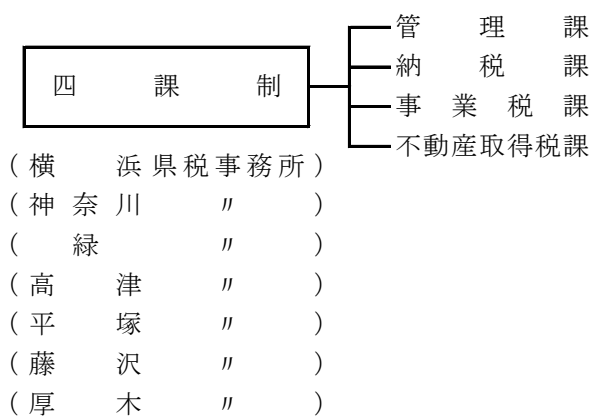 四課制
管理課
納税課
事業税課
不動産取得税課
(横浜県税事務所)
(神奈川〃)
(緑〃)
(高津〃)
(平塚〃)
(藤沢〃)
(厚木〃)